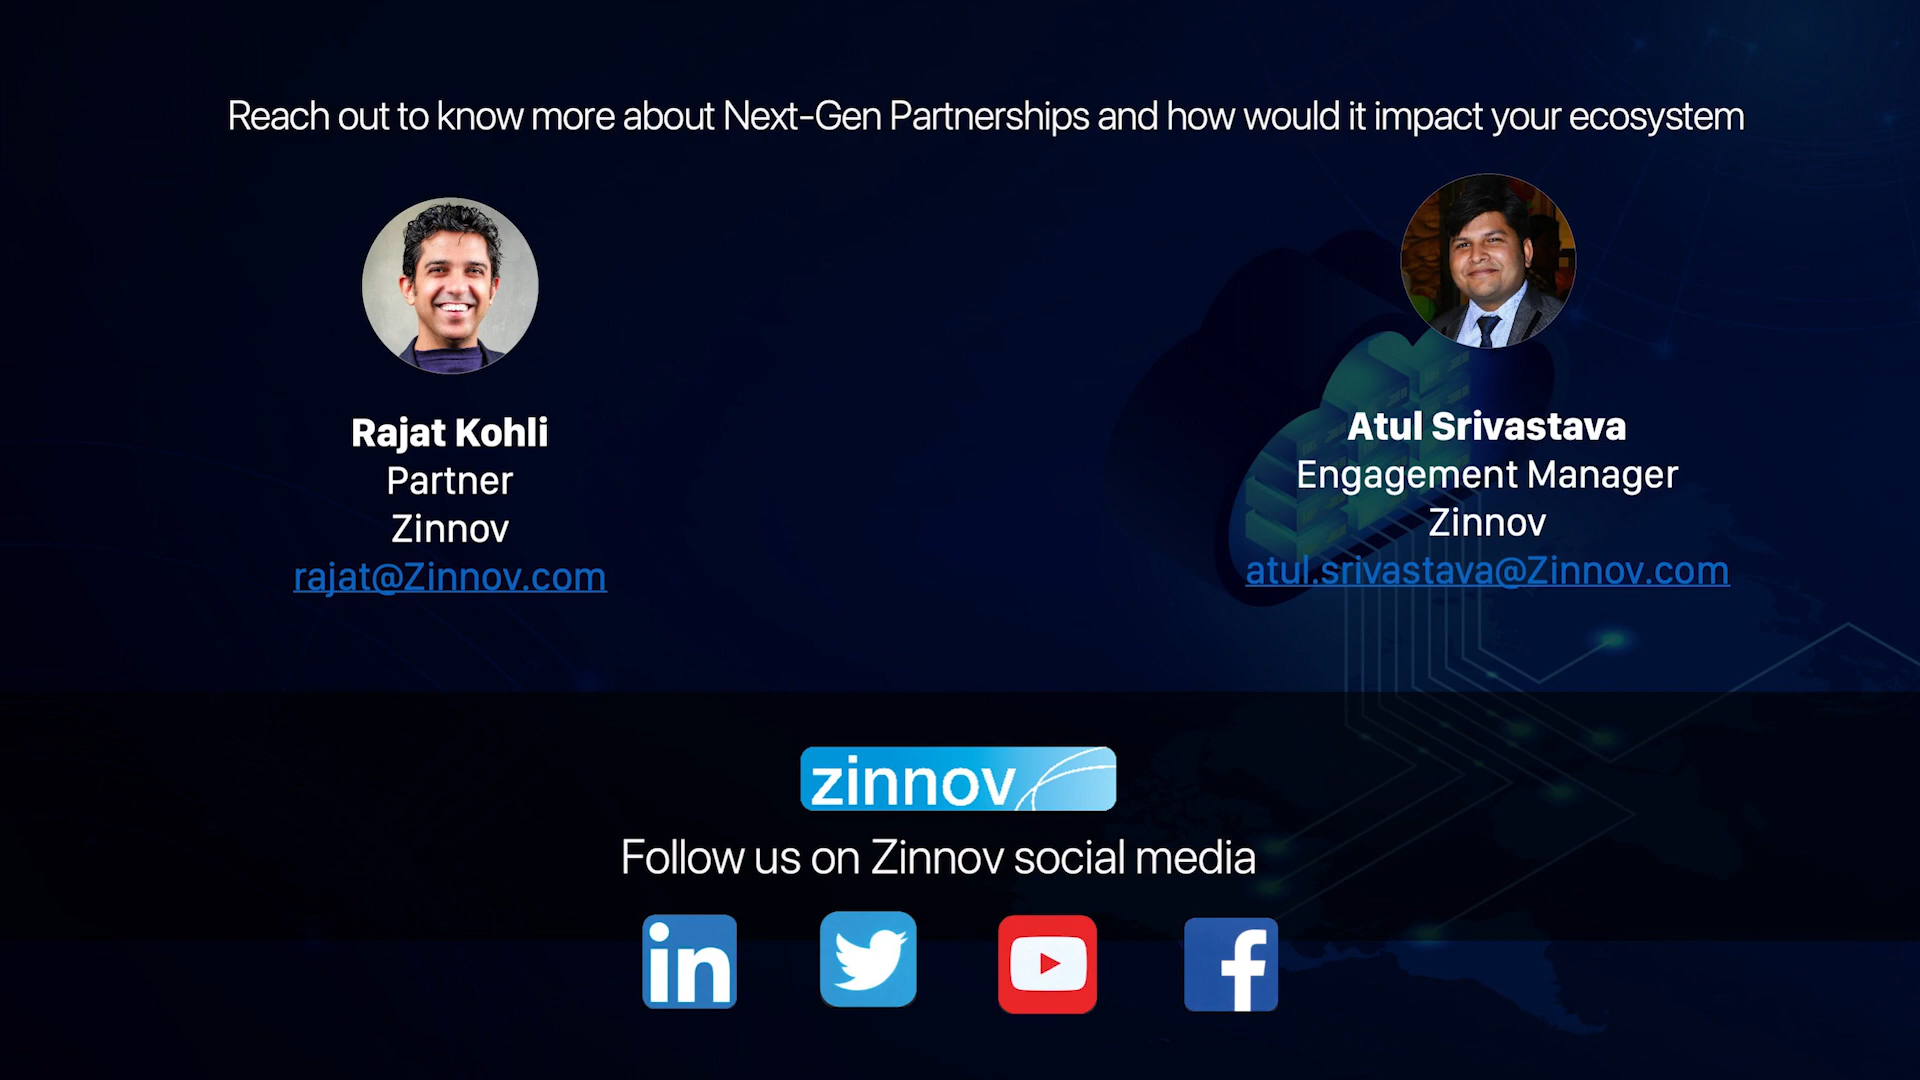 Reach out to know more about Next-Gen Partnerships and how would it impact your ecosystem
Rajat Kohli
Partner
Zinnov
rajat@Zinnov.com
Atul Srivastava
Engagement Manager
Zinnov
atul.srivastava@Zinnov.com
zinnov
Follow us on Zinnov social media
in
f